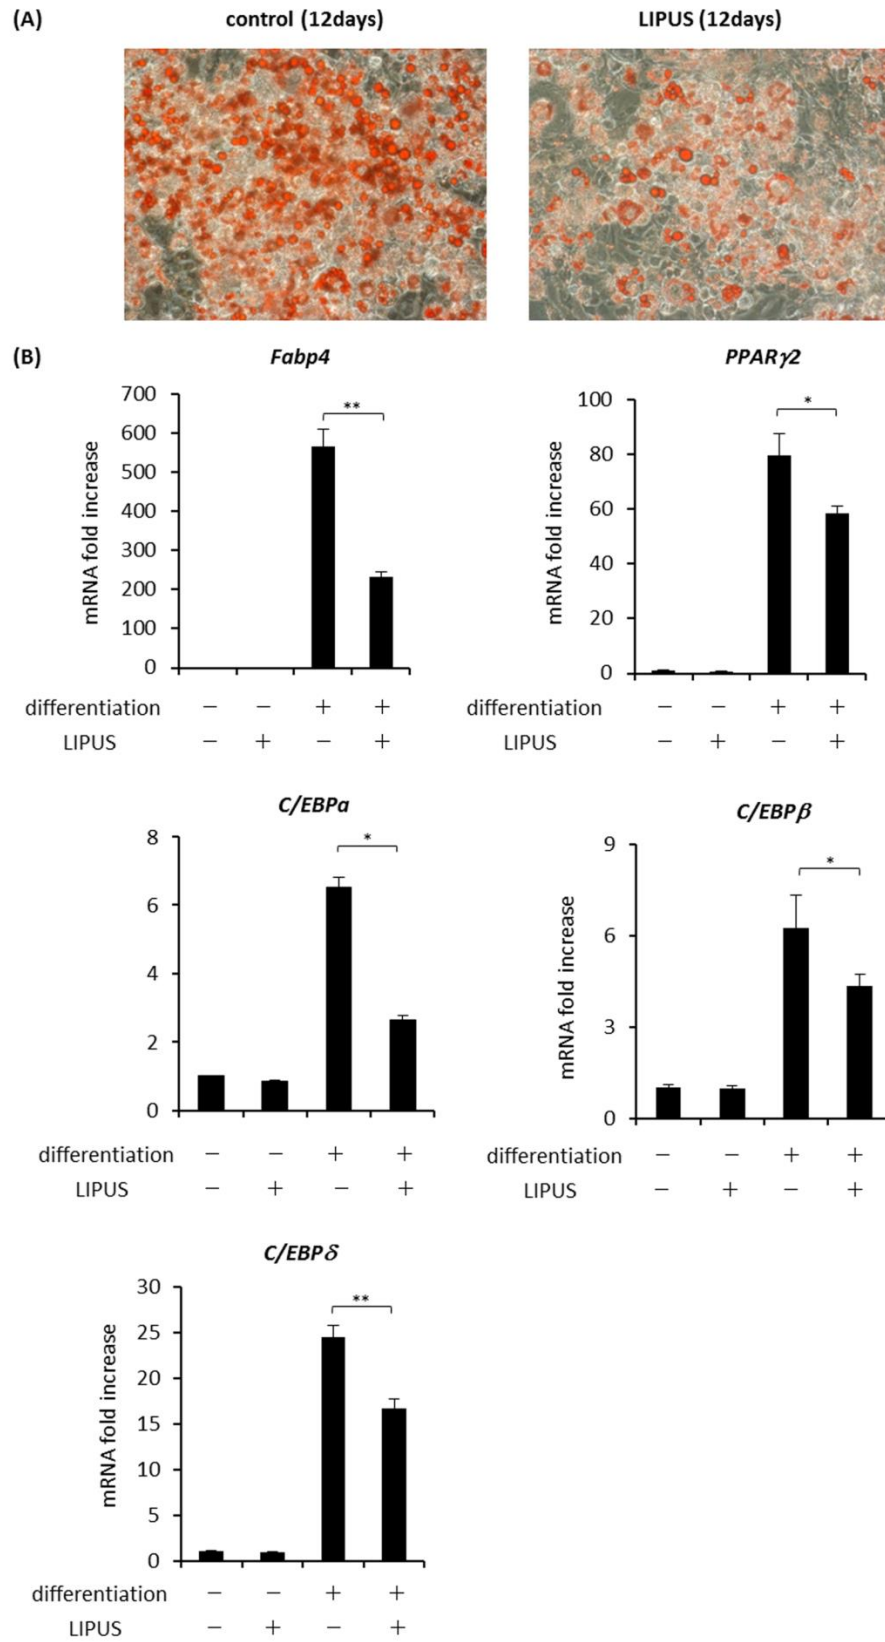 (A) control (12days) LIPUS (12days)
(B) Fabp4 PPARγ2
700
600
500
400
300
200
100
0
mRNA fold increase
**
differentiation − − + +
LIPUS − + − +
100
80
60
40
20
0
mRNA fold increase
*
differentiation − − + +
LIPUS − + − +
C/EBPa
8
6
4
2
0
*
differentiation − − + +
LIPUS − + − +
C/EBPβ
9
6
3
0
mRNA fold increase
*
differentiation − − + +
LIPUS − + − +
C/EBPδ
30
25
20
15
10
5
0
mRNA fold increase
**
differentiation − − + +
LIPUS − + − +